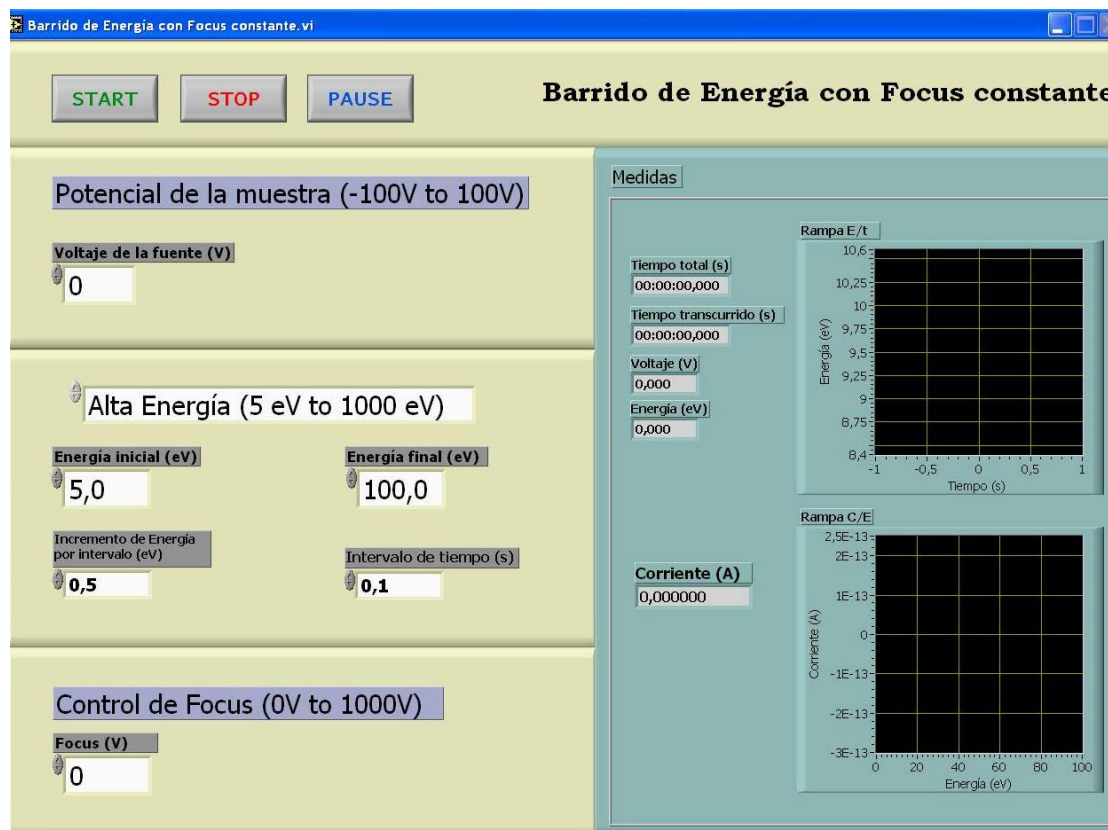 Barrido de Energía con Focus constante.vi
START
STOP
PAUSE
Barrido de Energía con Focus constante
Potencial de la muestra (-100V to 100V)
Voltaje de la fuente (V)
0
Alta Energía (5 eV to 1000 eV)
Energía inicial (eV)
5,0
Energía final (eV)
100,0
Incremento de Energía
por intervalo (eV)
0,5
Intervalo de tiempo (s)
0,1
Control de Focus (0V to 1000V)
Focus (V)
0
Medidas
Tiempo total (s)
00:00:00,000
Tiempo transcurrido (s)
00:00:00,000
Voltaje (V)
0,000
Energía (eV)
0,000
Rampa E/t
Energía (eV)
10,6
10,25
10
9,75
9,5
9,25
9
8,75
8,4
-1
-0,5
0
0,5
1
Tiempo (s)
Corriente (A)
0,000000
Rampa C/E
Corriente (A)
2,5E-13
2E-13
1E-13
0
-1E-13
-2E-13
-3E-13
0
20
40
60
80
100
Energía (eV)